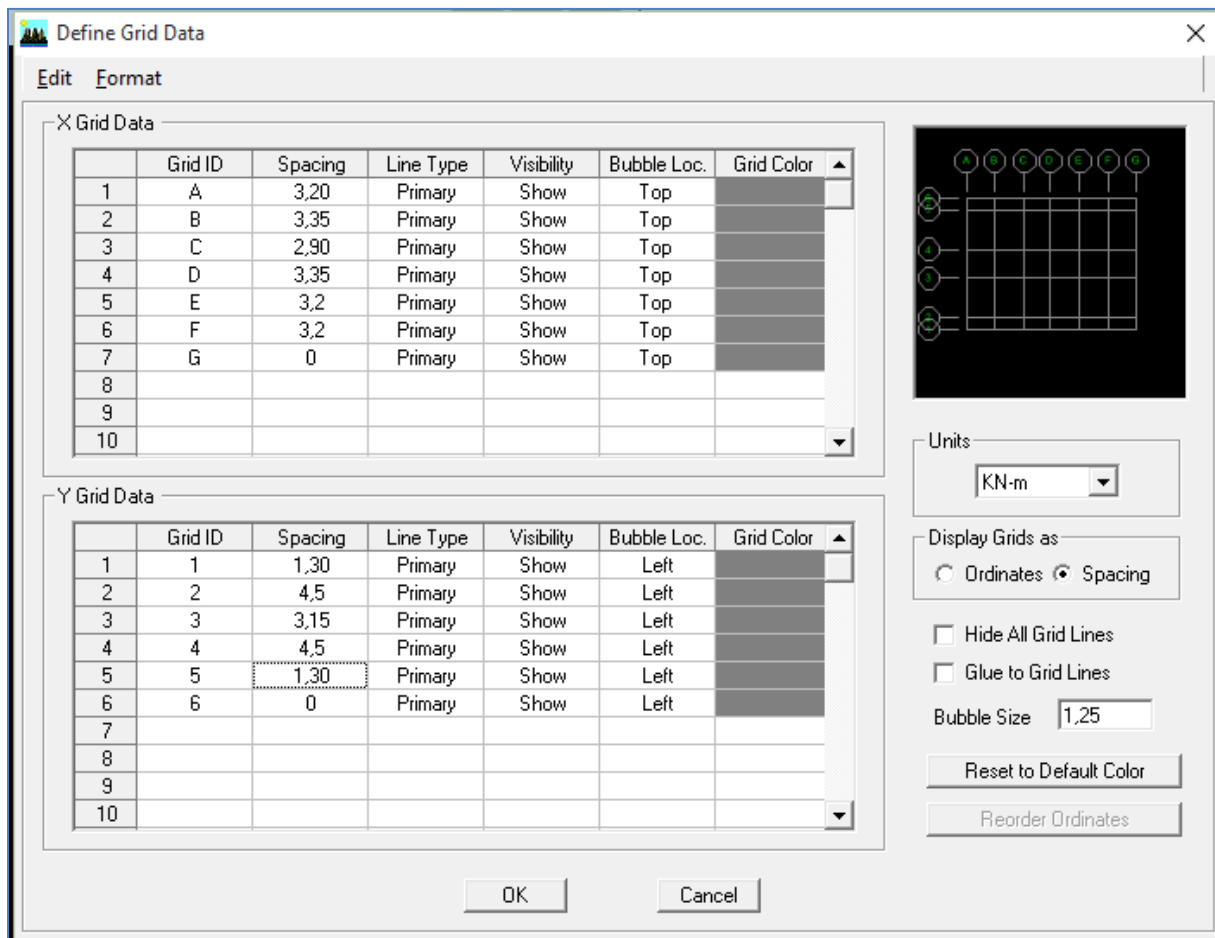 Define Grid Data
Edit Format
X Grid Data
Grid ID Spacing Line Type Visibility Bubble Loc. Grid Color
1 A 3,20 Primary Show Top
2 B 3,35 Primary Show Top
3 C 2,90 Primary Show Top
4 D 3,35 Primary Show Top
5 E 3,2 Primary Show Top
6 F 3,2 Primary Show Top
7 G 0 Primary Show Top
8
9
10
Y Grid Data
Grid ID Spacing Line Type Visibility Bubble Loc. Grid Color
1 1 1,30 Primary Show Left
2 2 4,5 Primary Show Left
3 3 3,15 Primary Show Left
4 4 4,5 Primary Show Left
5 5 1,30 Primary Show Left
6 6 0 Primary Show Left
7
8
9
10
A B C D E F G
4
3
Units
KN-m
Display Grids as
Ordinates Spacing
Hide All Grid Lines
Glue to Grid Lines
Bubble Size 1,25
Reset to Default Color
Reorder Ordinates
OK Cancel